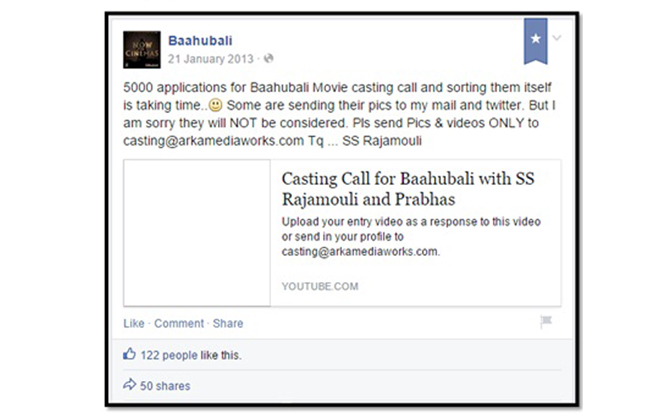 NOW
IN
CINEMAS
Baahubali
21 January 2013 ·
5000 applications for Baahubali Movie casting call and sorting them itself
is taking time..🙂 Some are sending their pics to my mail and twitter. But I
am sorry they will NOT be considered. Pls send Pics & videos ONLY to
casting@arkamediaworks.com Tq ... SS Rajamouli
Casting Call for Baahubali with SS
Rajamouli and Prabhas
Upload your entry video as a response to this video
or send in your profile to
casting@arkamediaworks.com.
YOUTUBE.COM
Like · Comment · Share
122 people like this.
50 shares